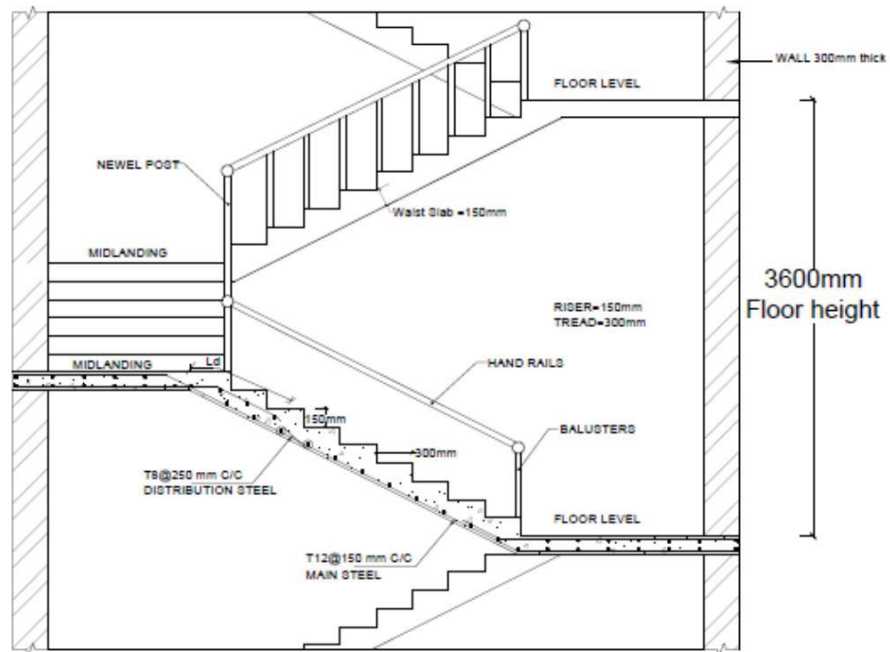 WALL 300mm thick
FLOOR LEVEL
NEWEL POST
Waist Slab =150mm
MIDLANDING
3600mm
Floor height
RISER=150mm
TREAD=300mm
HAND RAILS
MIDLANDING
Ld
150mm
300mm
BALUSTERS
T8@250 mm C/C
DISTRIBUTION STEEL
FLOOR LEVEL
T12@150 mm C/C
MAIN STEEL